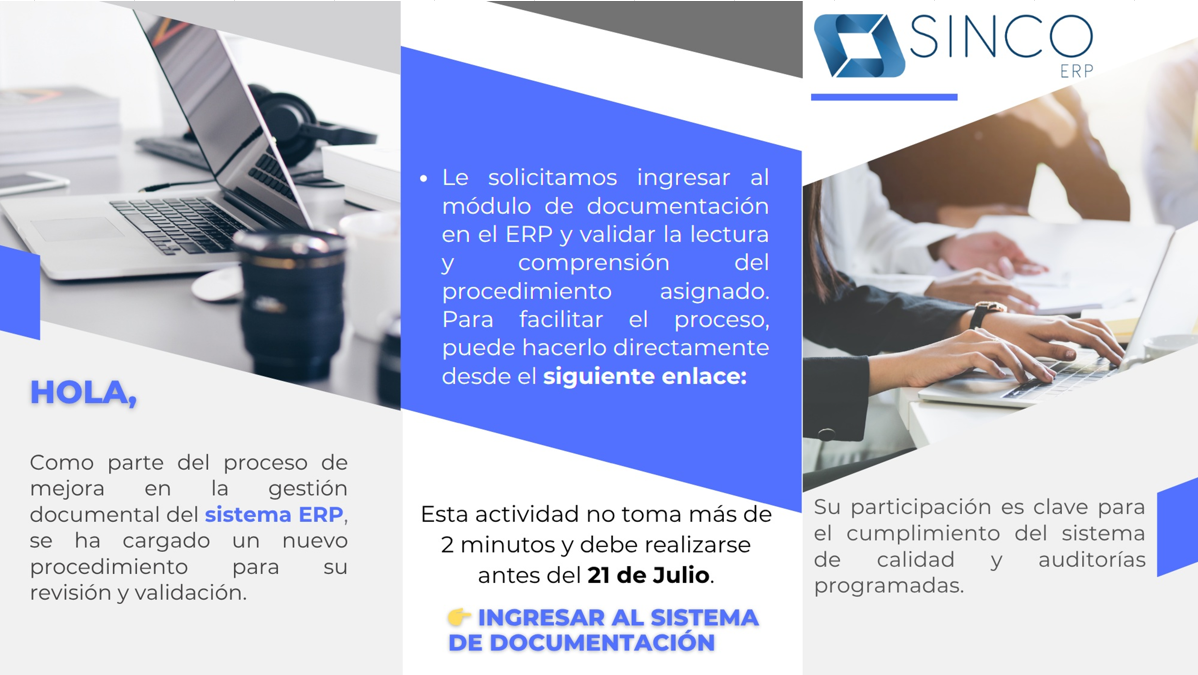 HOLA,
Como parte del proceso de
mejora en la gestión
documental del sistema ERP,
se ha cargado un nuevo
procedimiento para su
revisión y validación.
• Le solicitamos ingresar al
módulo de documentación
en el ERP y validar la lectura
y comprensión del
procedimiento asignado.
Para facilitar el proceso,
puede hacerlo directamente
desde el siguiente enlace:
Esta actividad no toma más de
2 minutos y debe realizarse
antes del 21 de Julio.
👉 INGRESAR AL SISTEMA
DE DOCUMENTACIÓN
SINCO
ERP
Su participación es clave para
el cumplimiento del sistema
de calidad y auditorías
programadas.